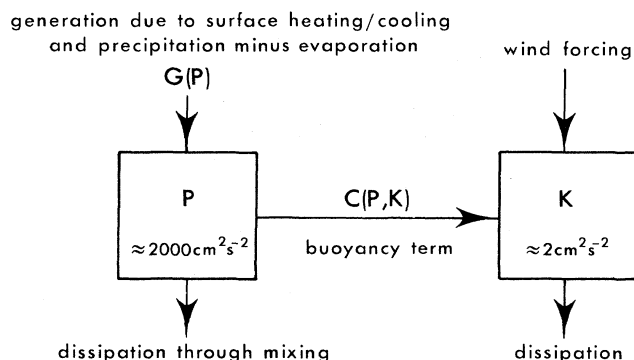 generation due to surface heating/cooling
and precipitation minus evaporation
wind forcing
G(P)
P
C(P,K)
K
≈2000cm²s⁻²
buoyancy term
≈2cm²s⁻²
dissipation through mixing
dissipation